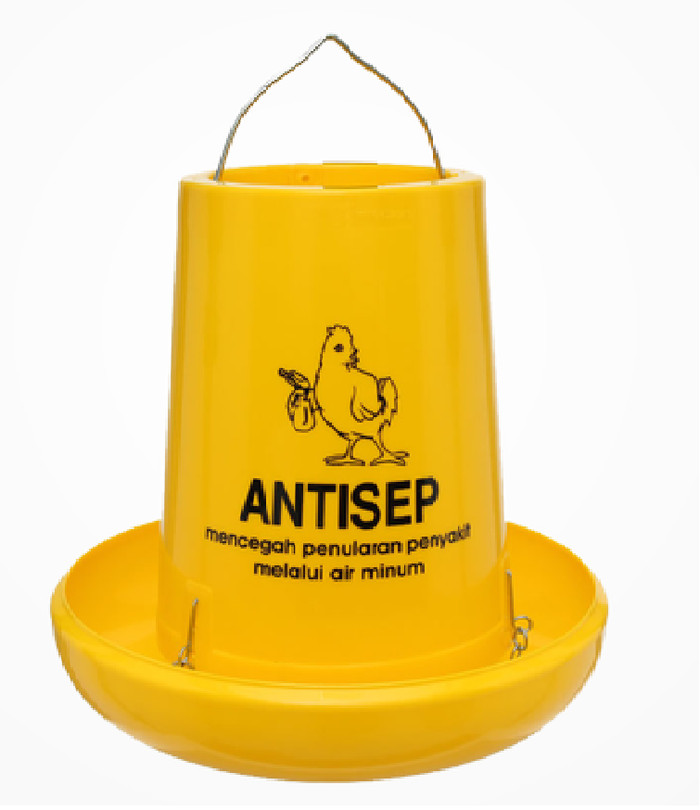 ANTISEP
mencegah penularan penyakit
melalui air minum